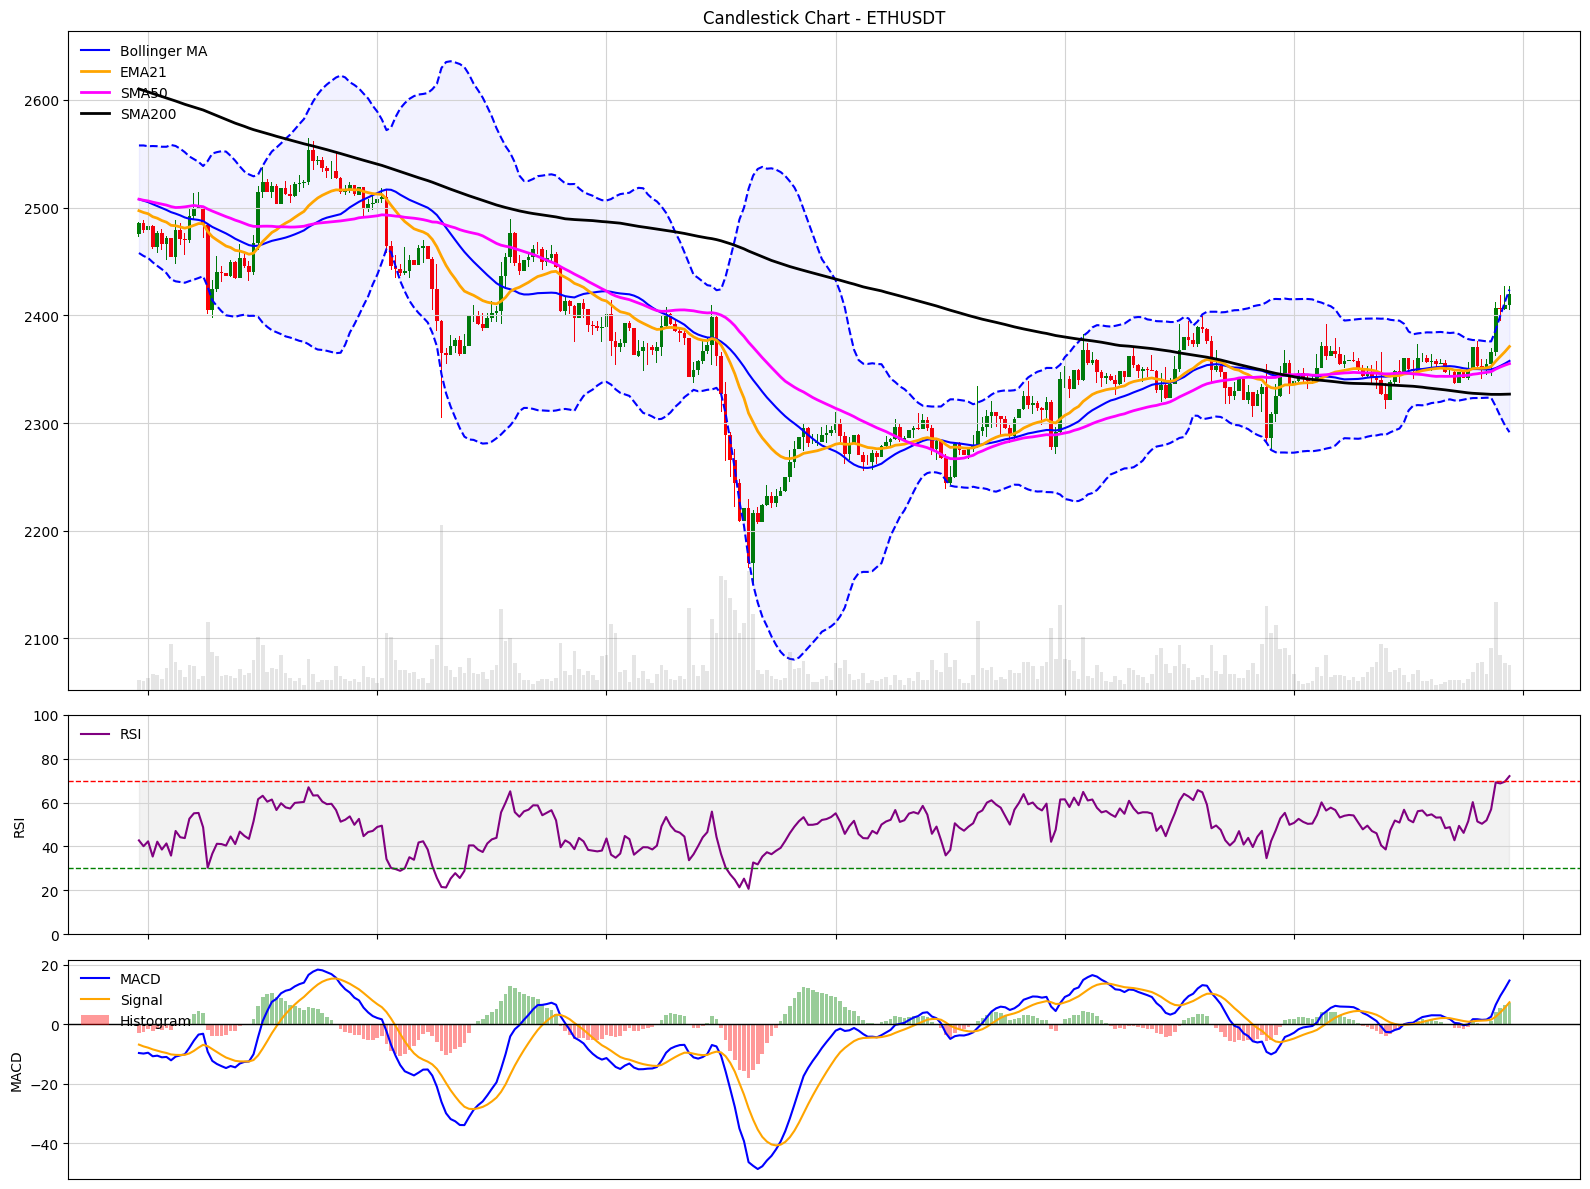 Candlestick Chart - ETHUSDT
Bollinger MA
EMA21
SMA50
SMA200
2600
2500
2400
2300
2200
2100
100
80
60
40
20
0
RSI
RSI
20
0
−20
−40
MACD
MACD
Signal
Histogram